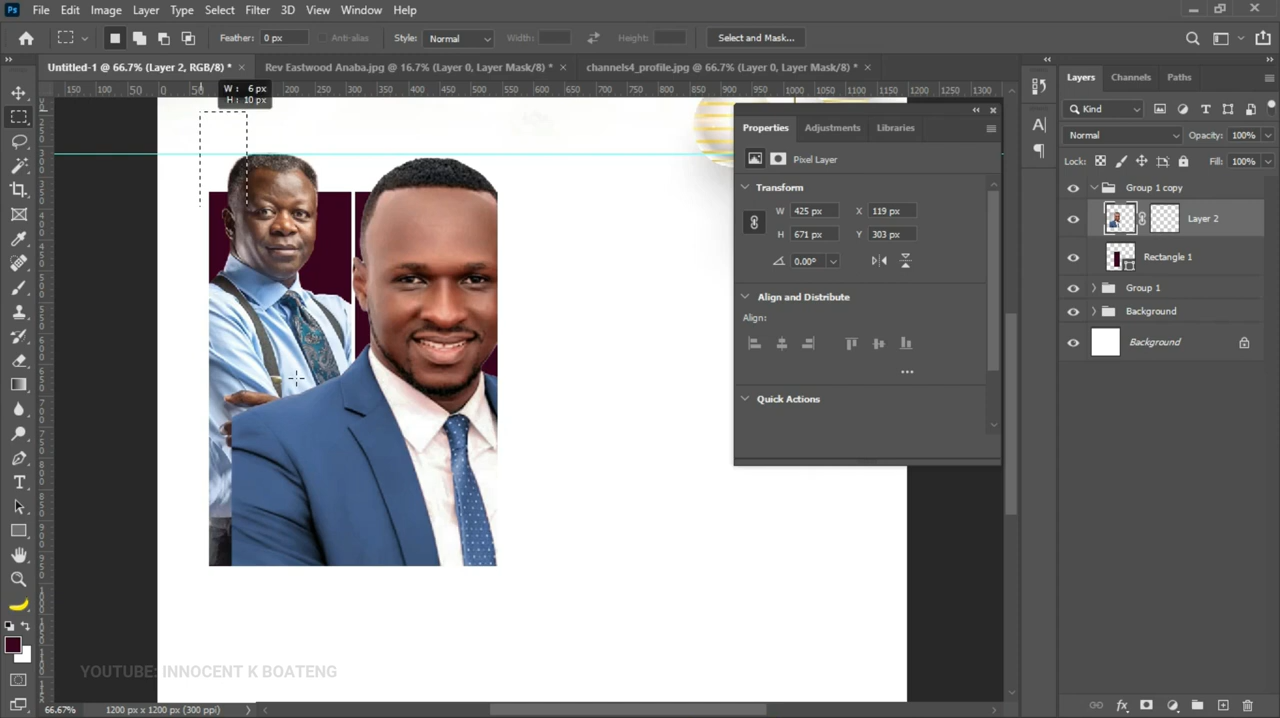 Ps File Edit Image Layer Type Select Filter 3D View Window Help
Feather: 0 px Anti-alias Style: Normal Width: Height: Select and Mask...
Untitled-1 @ 66.7% (Layer 2, RGB/8) * × Rev Eastwood Anaba.jpg @ 16.7% (Layer 0, Layer Mask/8) * × channels4_profile.jpg @ 66.7% (Layer 0, Layer Mask/8) * ×
150 100 50 0 50 200 250 300 350 400 450 500 550 600 650 700 750 800 850 900 950 1000 1050 1100 1150 1200 1250 1300
W : 6 px
H : 10 px
Properties Adjustments Libraries
Pixel Layer
Transform
W 425 px X 119 px
H 671 px Y 303 px
0.00°
Align and Distribute
Align:
Quick Actions
Layers Channels Paths
Kind
Normal Opacity: 100%
Lock: Fill: 100%
Group 1 copy
Layer 2
Rectangle 1
Group 1
Background
Background
YOUTUBE: INNOCENT K BOATENG
66.67% 1200 px x 1200 px (300 ppi)